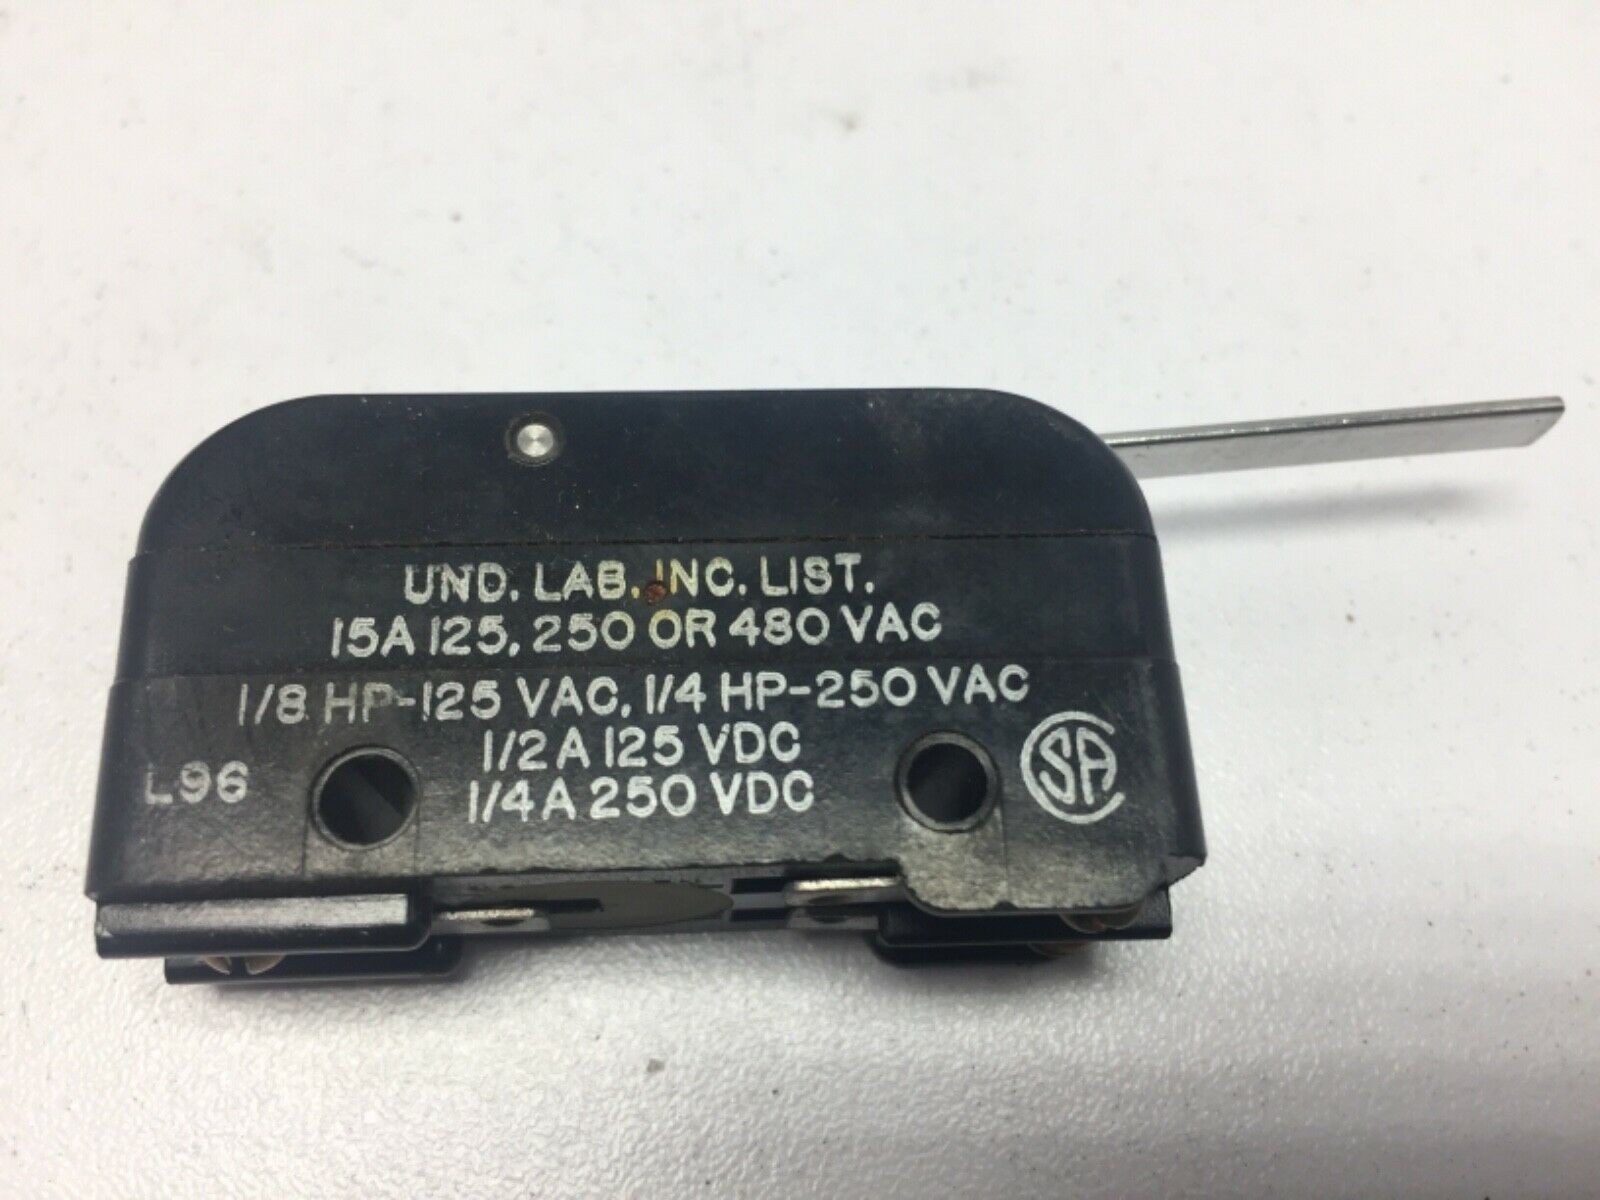 UND. LAB. INC. LIST.
15A 125, 250 OR 480 VAC
1/8 HP-125 VAC, 1/4 HP-250 VAC
1/2 A 125 VDC
1/4 A 250 VDC
L96
CSA